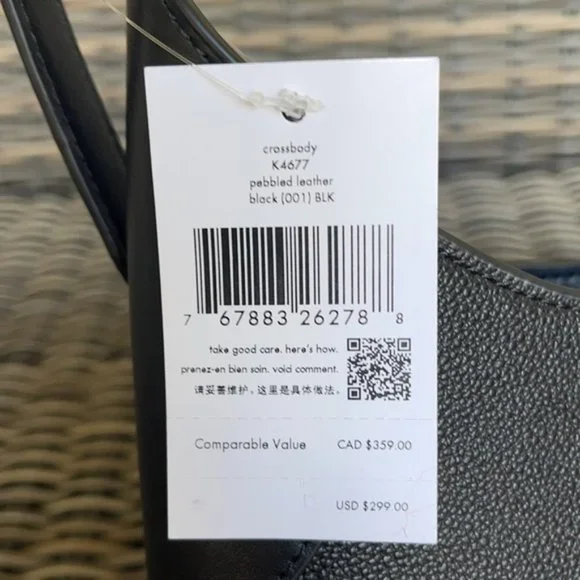 crossbody
K4677
pebbled leather
black (001) BLK
7 67883 26278 8
take good care. here's how.
prenez-en bien soin. void comment.
请妥善维护。这里是具体做法。
Comparable Value CAD $359.00
USD $299.00